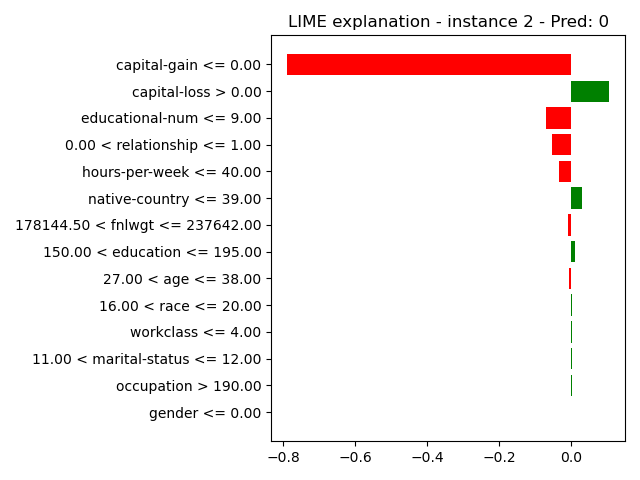 LIME explanation - instance 2 - Pred: 0
capital-gain <= 0.00
capital-loss > 0.00
educational-num <= 9.00
0.00 < relationship <= 1.00
hours-per-week <= 40.00
native-country <= 39.00
178144.50 < fnlwgt <= 237642.00
150.00 < education <= 195.00
27.00 < age <= 38.00
16.00 < race <= 20.00
workclass <= 4.00
11.00 < marital-status <= 12.00
occupation > 190.00
gender <= 0.00
−0.8 −0.6 −0.4 −0.2 0.0